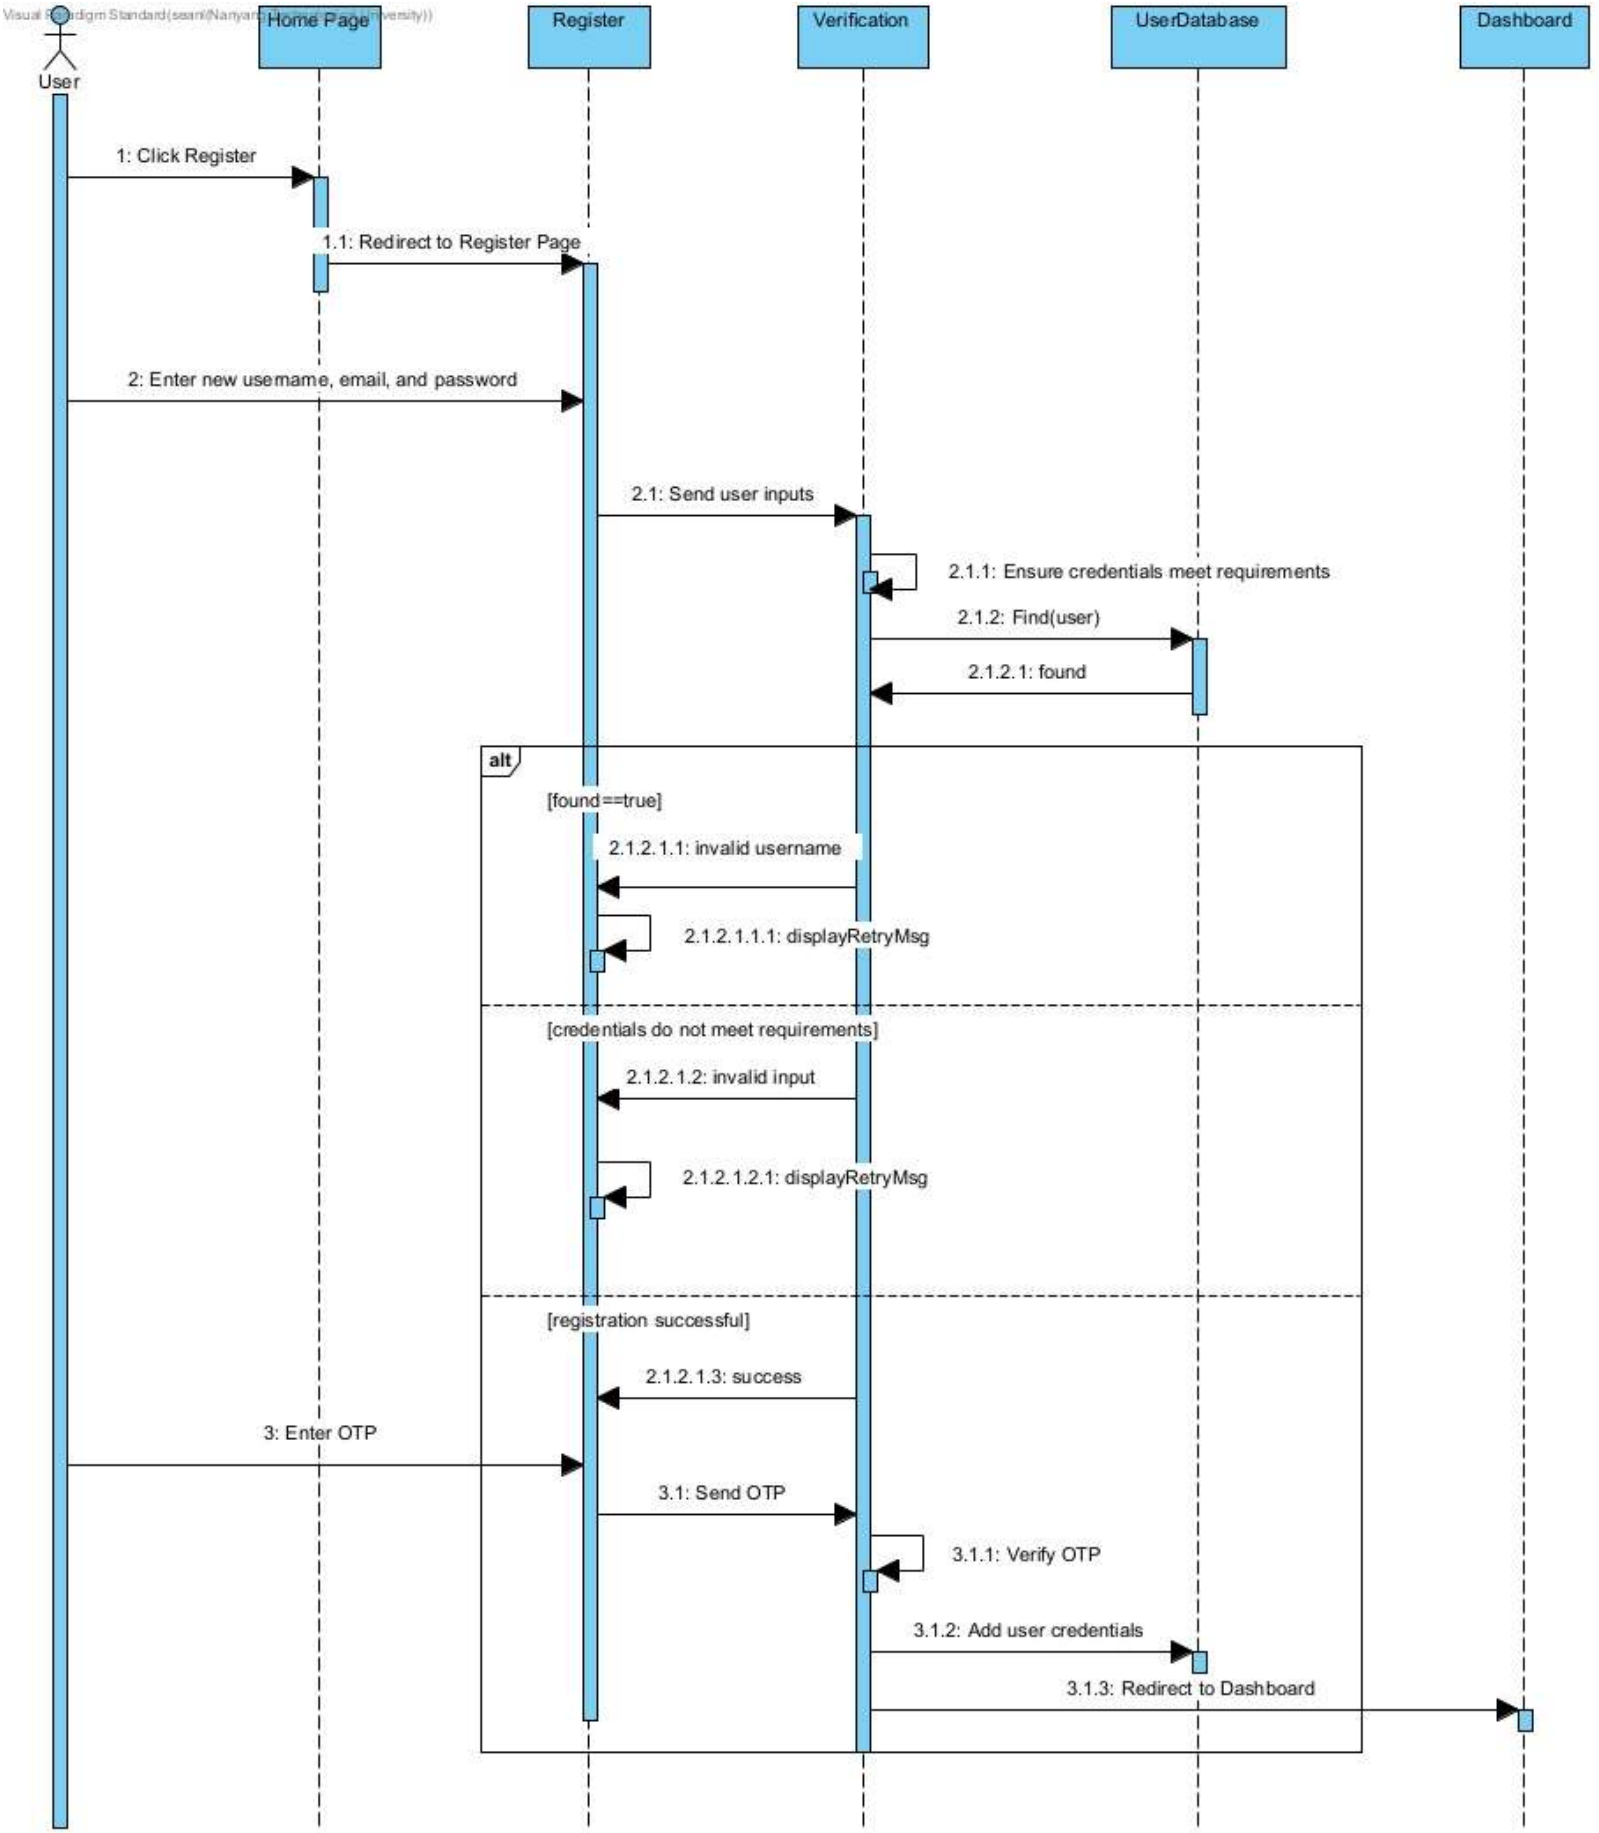 Visual Paradigm Standard(sean(Nanyang Technological University))
User
Home Page
Register
Verification
UserDatabase
Dashboard
1: Click Register
1.1: Redirect to Register Page
2: Enter new username, email, and password
2.1: Send user inputs
2.1.1: Ensure credentials meet requirements
2.1.2: Find(user)
2.1.2.1: found
alt
[found==true]
2.1.2.1.1: invalid username
2.1.2.1.1.1: displayRetryMsg
[credentials do not meet requirements]
2.1.2.1.2: invalid input
2.1.2.1.2.1: displayRetryMsg
[registration successful]
2.1.2.1.3: success
3: Enter OTP
3.1: Send OTP
3.1.1: Verify OTP
3.1.2: Add user credentials
3.1.3: Redirect to Dashboard